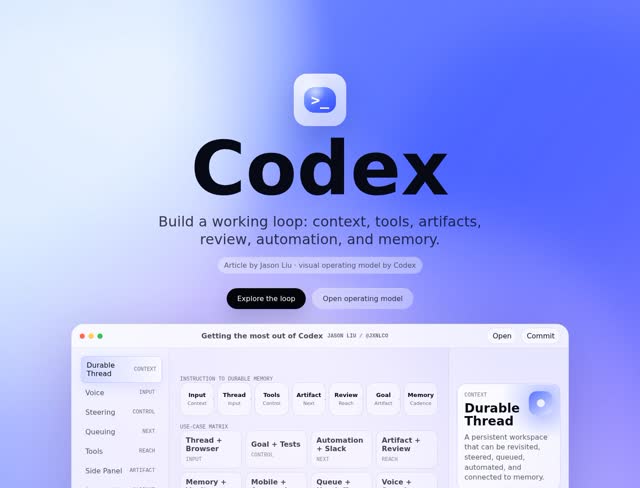 >_
Codex
Build a working loop: context, tools, artifacts,
review, automation, and memory.
Article by Jason Liu · visual operating model by Codex
Explore the loop
Open operating model
Getting the most out of Codex JASON LIU / @JXNLCO
Open
Commit
Durable
Thread
CONTEXT
Voice
INPUT
Steering
CONTROL
Queuing
NEXT
Tools
REACH
Side Panel
ARTIFACT
INSTRUCTION TO DURABLE MEMORY
Input
Context
Thread
Input
Tools
Control
Artifact
Next
Review
Reach
Goal
Artifact
Memory
Cadence
USE-CASE MATRIX
Thread +
Browser
INPUT
Goal + Tests
CONTROL
Automation
+ Slack
NEXT
Artifact +
Review
REACH
Memory +
Mobile +
Queue +
Voice +
CONTEXT
Durable
Thread
A persistent workspace
that can be revisited,
steered, queued,
automated, and
connected to memory.